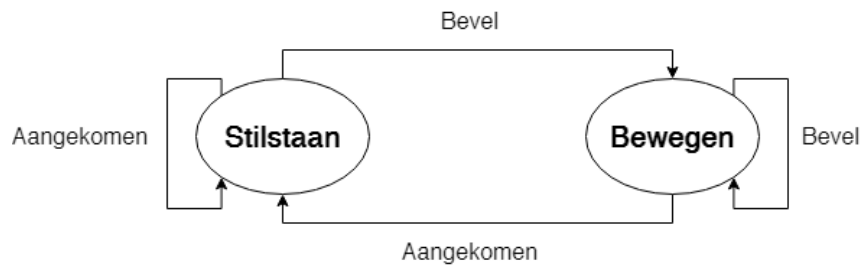 Bevel
Aangekomen
Stilstaan
Bewegen
Bevel
Aangekomen